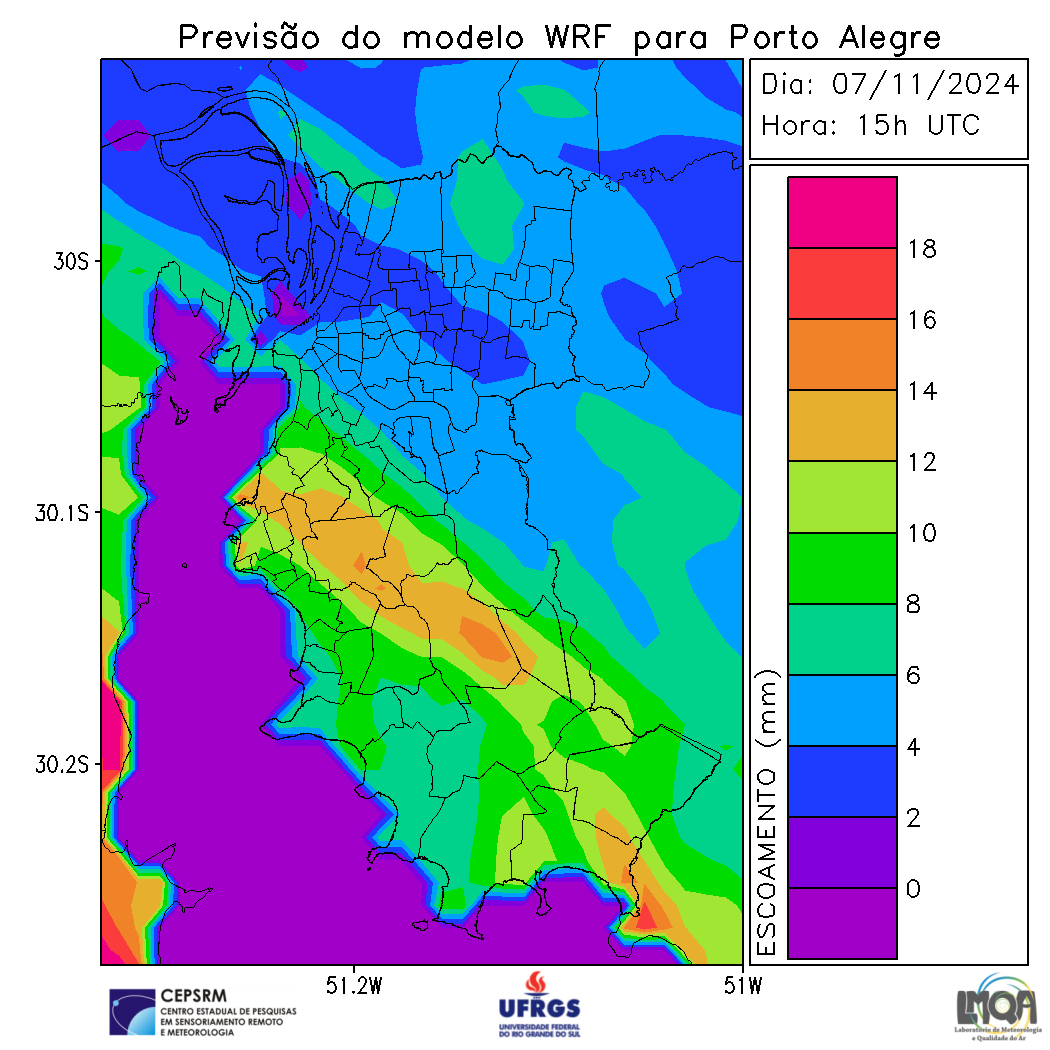 Previsão do modelo WRF para Porto Alegre
Dia: 07/11/2024
Hora: 15h UTC
30S
30.1S
30.2S
51.2W
51W
ESCOAMENTO (mm)
18
16
14
12
10
8
6
4
2
0
CEPSRM
CENTRO ESTADUAL DE PESQUISAS
EM SENSORIAMENTO REMOTO
E METEOROLOGIA
UFRGS
UNIVERSIDADE FEDERAL
DO RIO GRANDE DO SUL
LMQA
Laboratório de Meteorologia
e Qualidade do Ar